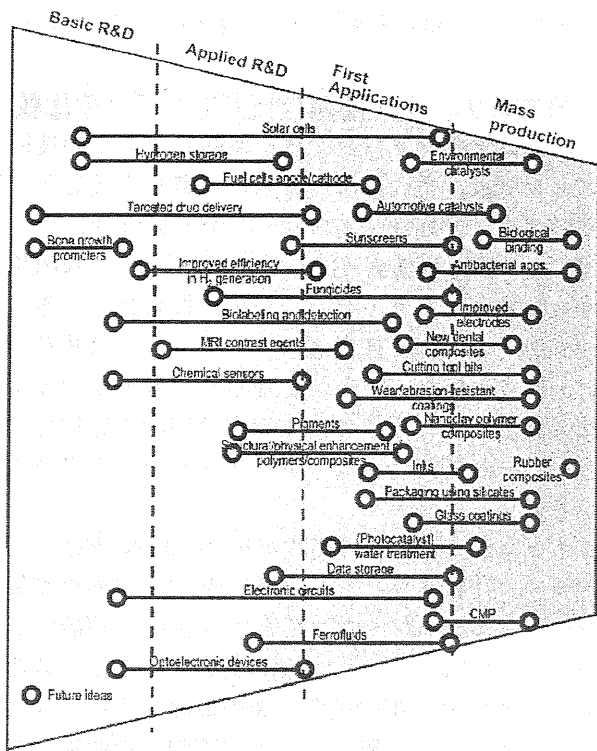 Basic R&D
Applied R&D
First
Applications
Mass
production
Solar cells
Hydrogen storage
Environmental
catalysts
Fuel cells anode/cathode
Targeted drug delivery
Automotive catalysts
Bone growth
promoters
Sunscreens
Biological
binding
Improved efficiency
in H₂ generation
Antibacterial apps.
Fungicides
Biolabeling and detection
Improved
electrodes
MRI contrast agents
New dental
composites
Chemical sensors
Cutting tool bits
Wear/abrasion-resistant
coatings
Pigments
Nanoclay polymer
composites
Structural/physical enhancement of
polymers/composites
Inks
Rubber
composites
Packaging using silicates
Glass coatings
(Photocatalyst)
water treatment
Data storage
Electronic circuits
CMP
Ferrofluids
Optoelectronic devices
Future ideas